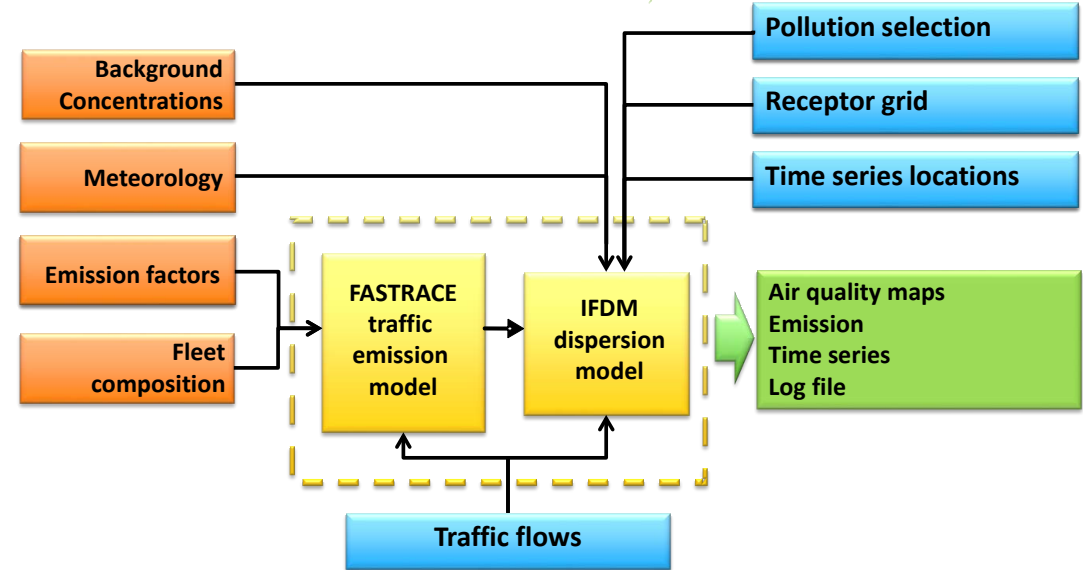 Background
Concentrations
Meteorology
Emission factors
Fleet
composition
FASTRACE
traffic
emission
model
IFDM
dispersion
model
Pollution selection
Receptor grid
Time series locations
Air quality maps
Emission
Time series
Log file
Traffic flows